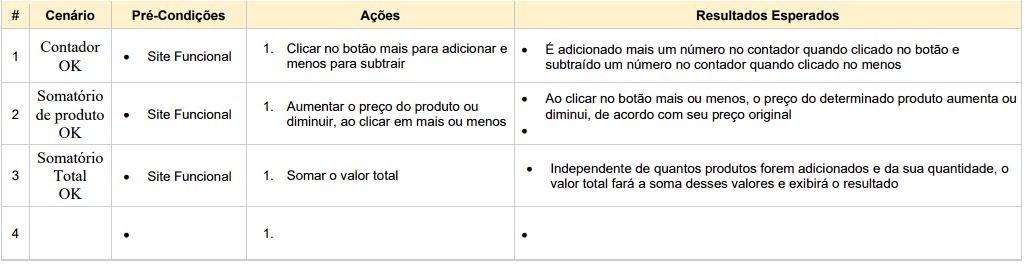 # Cenário Pré-Condições Ações Resultados Esperados
1
Contador
OK
• Site Funcional
1. Clicar no botão mais para adicionar e
menos para subtrair
• É adicionado mais um número no contador quando clicado no botão e
subtraído um número no contador quando clicado no menos
2
Somatório
de produto
OK
• Site Funcional
1. Aumentar o preço do produto ou
diminuir, ao clicar em mais ou menos
• Ao clicar no botão mais ou menos, o preço do determinado produto aumenta ou
diminui, de acordo com seu preço original
•
3
Somatório
Total
OK
• Site Funcional
1. Somar o valor total
• Independente de quantos produtos forem adicionados e da sua quantidade, o
valor total fará a soma desses valores e exibirá o resultado
4
•
1.
•